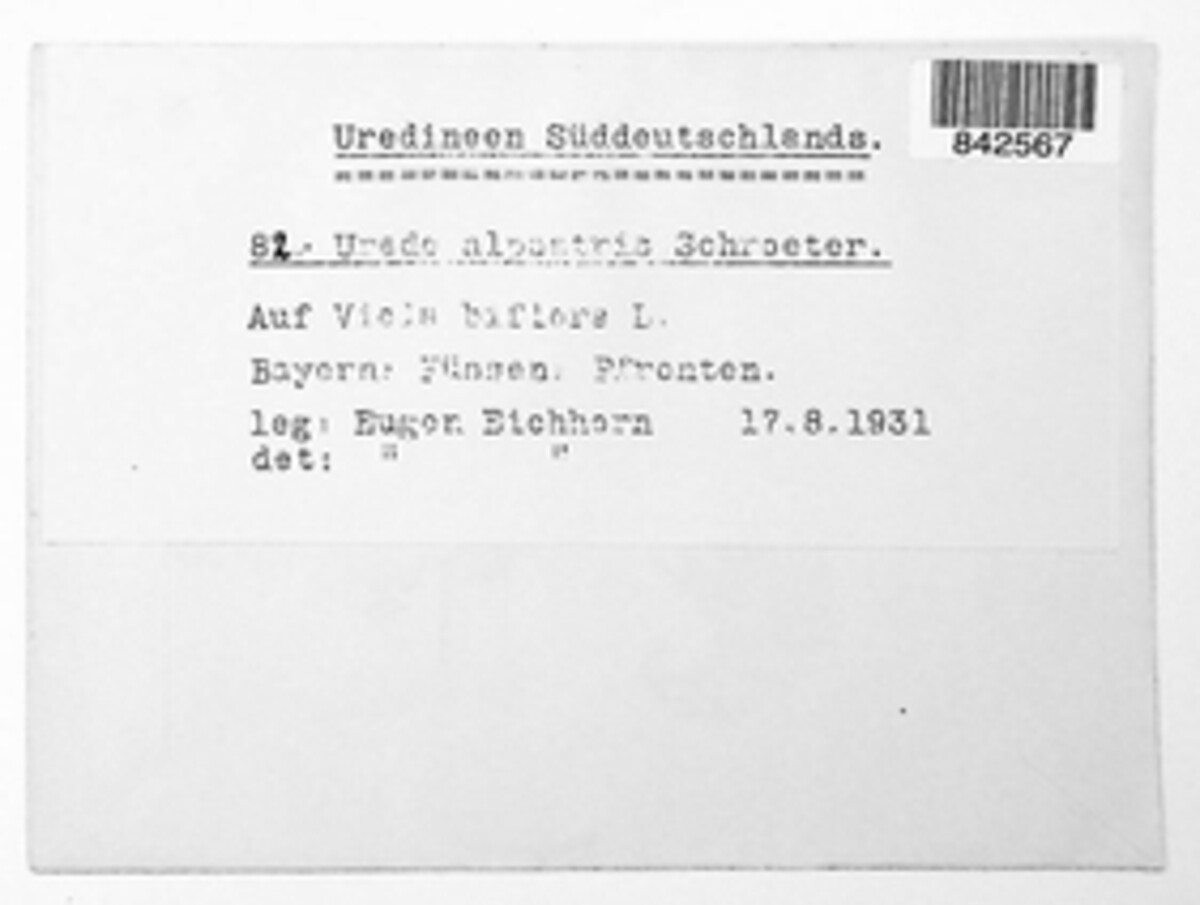 842567
Uredineen Süddeutschlands.
82. Uredo alpestris Schroeter.
Auf Viola biflora L.
Bayern: Füssen, Pfronten.
leg: Eugen Eichhorn 17.8.1931
det: " "